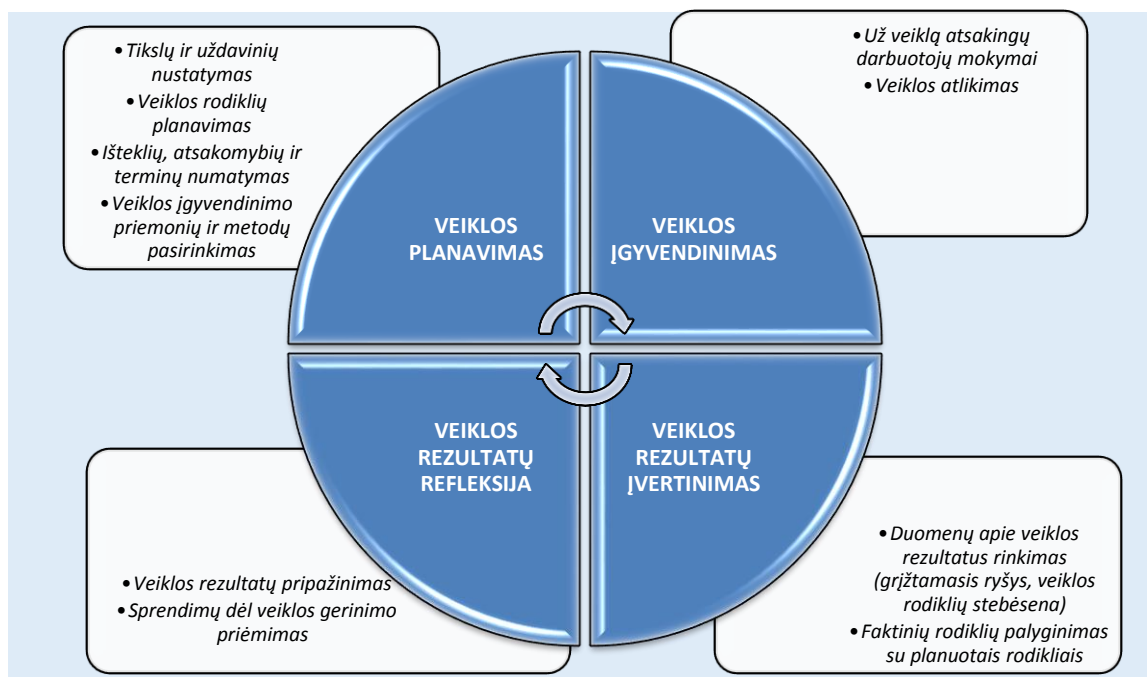 •Tikslų ir uždavinių
nustatymas
•Veiklos rodiklių
planavimas
•Išteklių, atsakomybių ir
terminų numatymas
•Veiklos įgyvendinimo
priemonių ir metodų
pasirinkimas
•Už veiklą atsakingų
darbuotojų mokymai
•Veiklos atlikimas
VEIKLOS
PLANAVIMAS
VEIKLOS
ĮGYVENDINIMAS
VEIKLOS
REZULTATŲ
REFLEKSIJA
VEIKLOS
REZULTATŲ
ĮVERTINIMAS
•Veiklos rezultatų pripažinimas
•Sprendimų dėl veiklos gerinimo
priėmimas
•Duomenų apie veiklos
rezultatus rinkimas
(grįžtamasis ryšys, veiklos
rodiklių stebėsena)
•Faktinių rodiklių palyginimas
su planuotais rodikliais